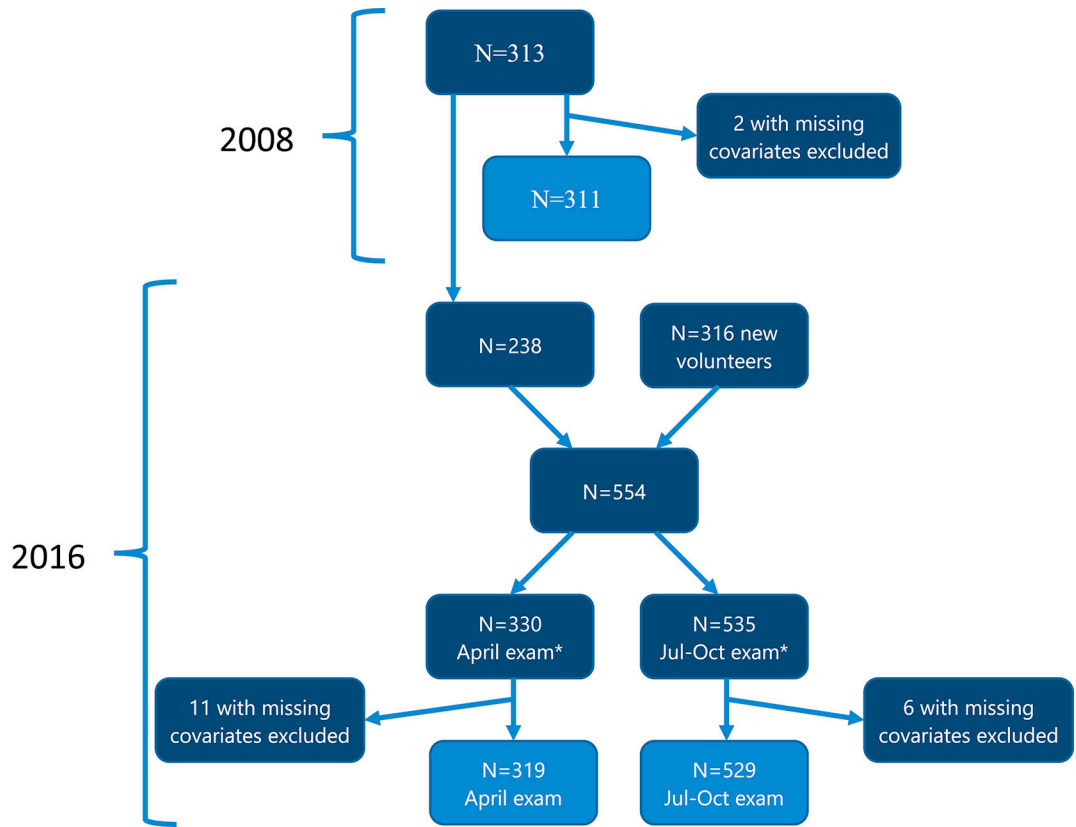 N=313
2008
2 with missing
covariates excluded
N=311
N=238
N=316 new
volunteers
N=554
2016
N=330
April exam*
N=535
Jul-Oct exam*
11 with missing
covariates excluded
6 with missing
covariates excluded
N=319
April exam
N=529
Jul-Oct exam